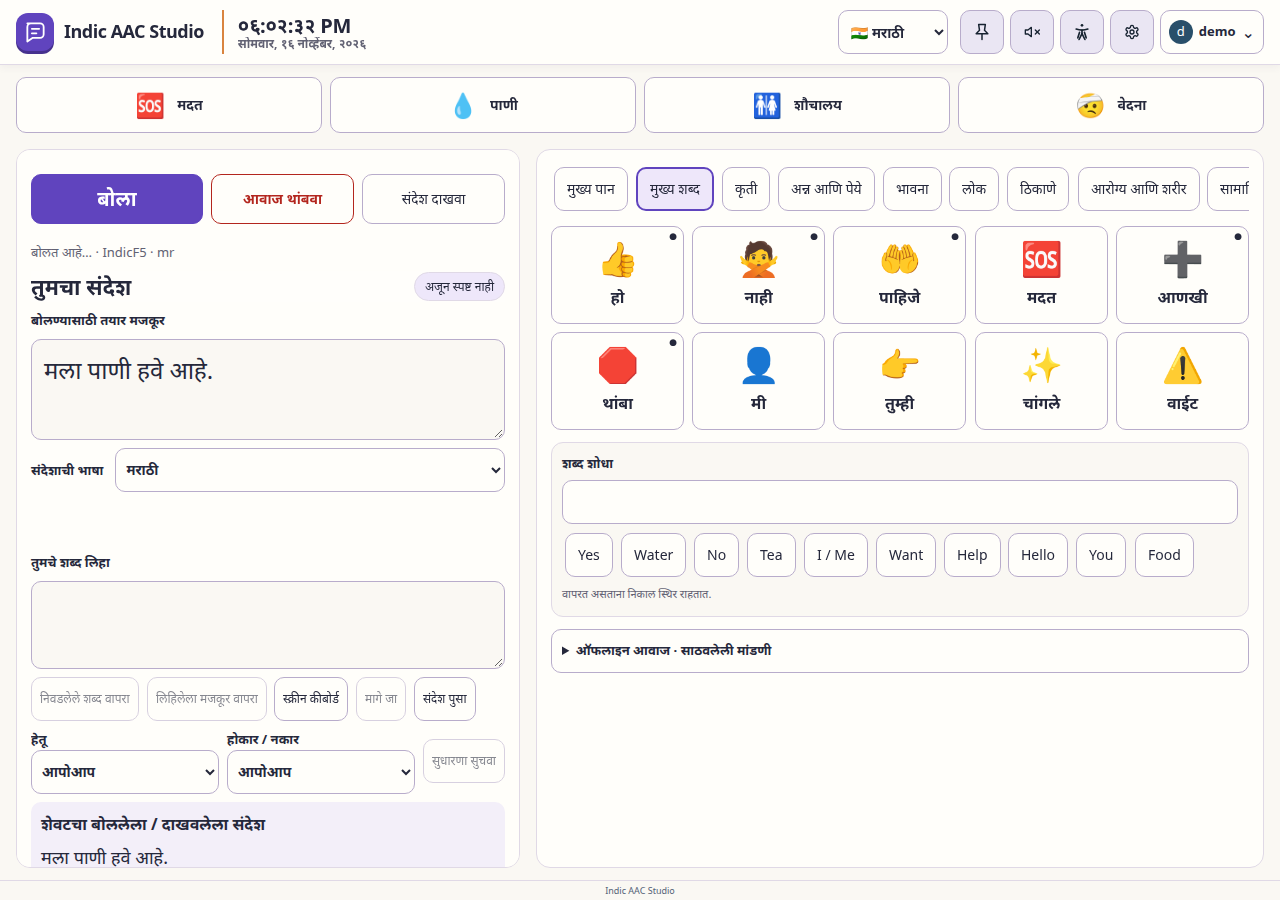 Indic AAC Studio
०६:०२:३२ PM
सोमवार, १६ नोव्हेंबर, २०२६
🇮🇳 मराठी
d demo
SOS मदत
पाणी
शौचालय
वेदना
बोला
आवाज थांबवा
संदेश दाखवा
बोलत आहे… · IndicF5 · mr
तुमचा संदेश
अजून स्पष्ट नाही
बोलण्यासाठी तयार मजकूर
मला पाणी हवे आहे.
संदेशाची भाषा
मराठी
तुमचे शब्द लिहा
निवडलेले शब्द वापरा
लिहिलेला मजकूर वापरा
स्क्रीन कीबोर्ड
मागे जा
संदेश पुसा
हेतू
होकार / नकार
आपोआप
आपोआप
सुधारणा सुचवा
शेवटचा बोललेला / दाखवलेला संदेश
मला पाणी हवे आहे.
मुख्य पान
मुख्य शब्द
कृती
अन्न आणि पेये
भावना
लोक
ठिकाणे
आरोग्य आणि शरीर
हो
नाही
पाहिजे
SOS
मदत
आणखी
थांबा
मी
तुम्ही
चांगले
वाईट
शब्द शोधा
Yes
Water
No
Tea
I / Me
Want
Help
Hello
You
Food
वापरत असताना निकाल स्थिर राहतात.
ऑफलाइन आवाज · साठवलेली मांडणी
Indic AAC Studio